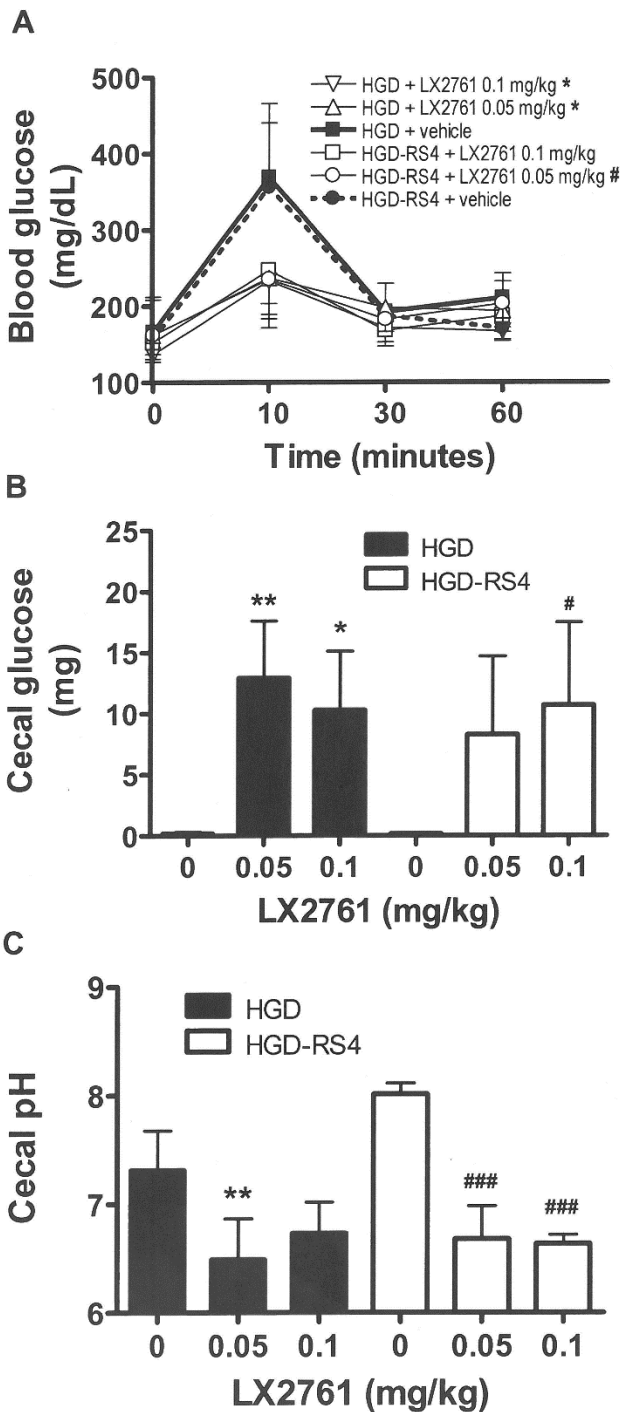 A
Blood glucose
(mg/dL)
500
400
300
200
100
HGD + LX2761 0.1 mg/kg *
HGD + LX2761 0.05 mg/kg *
HGD + vehicle
HGD-RS4 + LX2761 0.1 mg/kg
HGD-RS4 + LX2761 0.05 mg/kg #
HGD-RS4 + vehicle
0 10 30 60
Time (minutes)
B
Cecal glucose
(mg)
25
20
15
10
5
0
HGD
HGD-RS4
** * #
0 0.05 0.1 0 0.05 0.1
LX2761 (mg/kg)
C
Cecal pH
9
8
7
6
HGD
HGD-RS4
** ### ###
0 0.05 0.1 0 0.05 0.1
LX2761 (mg/kg)